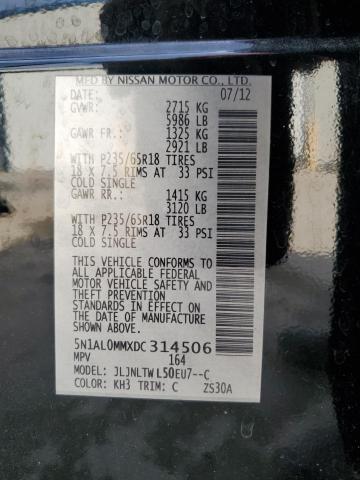 MFD BY NISSAN MOTOR CO., LTD.
DATE: 07/12
GVWR: 2715 KG
5986 LB
GAWR FR: 1325 KG
2921 LB
WITH P235/65R18 TIRES
18 X 7.5 RIMS AT 33 PSI
COLD SINGLE
GAWR RR.: 1415 KG
3120 LB
WITH P235/65R18 TIRES
18 X 7.5 RIMS AT 33 PSI
COLD SINGLE
THIS VEHICLE CONFORMS TO
ALL APPLICABLE FEDERAL
MOTOR VEHICLE SAFETY
AND THEFT PREVENTION
STANDARDS IN EFFECT ON
THE DATE OF MANUFACTURE
SHOWN ABOVE.
5N1AL0MMXDC314506
MPV 164
MODEL: JLJNLTWL50EU7--C
COLOR: KH3 TRIM: C ZS30A